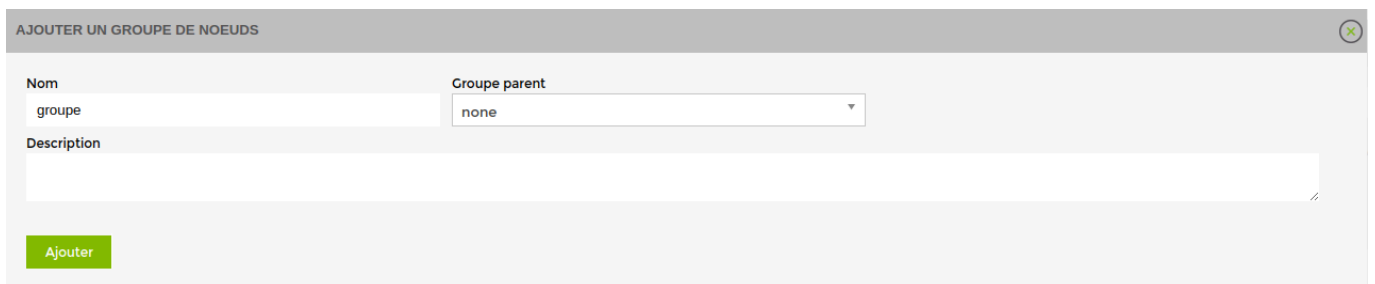 AJOUTER UN GROUPE DE NOEUDS
Nom
Groupe parent
groupe
none
Description
Ajouter